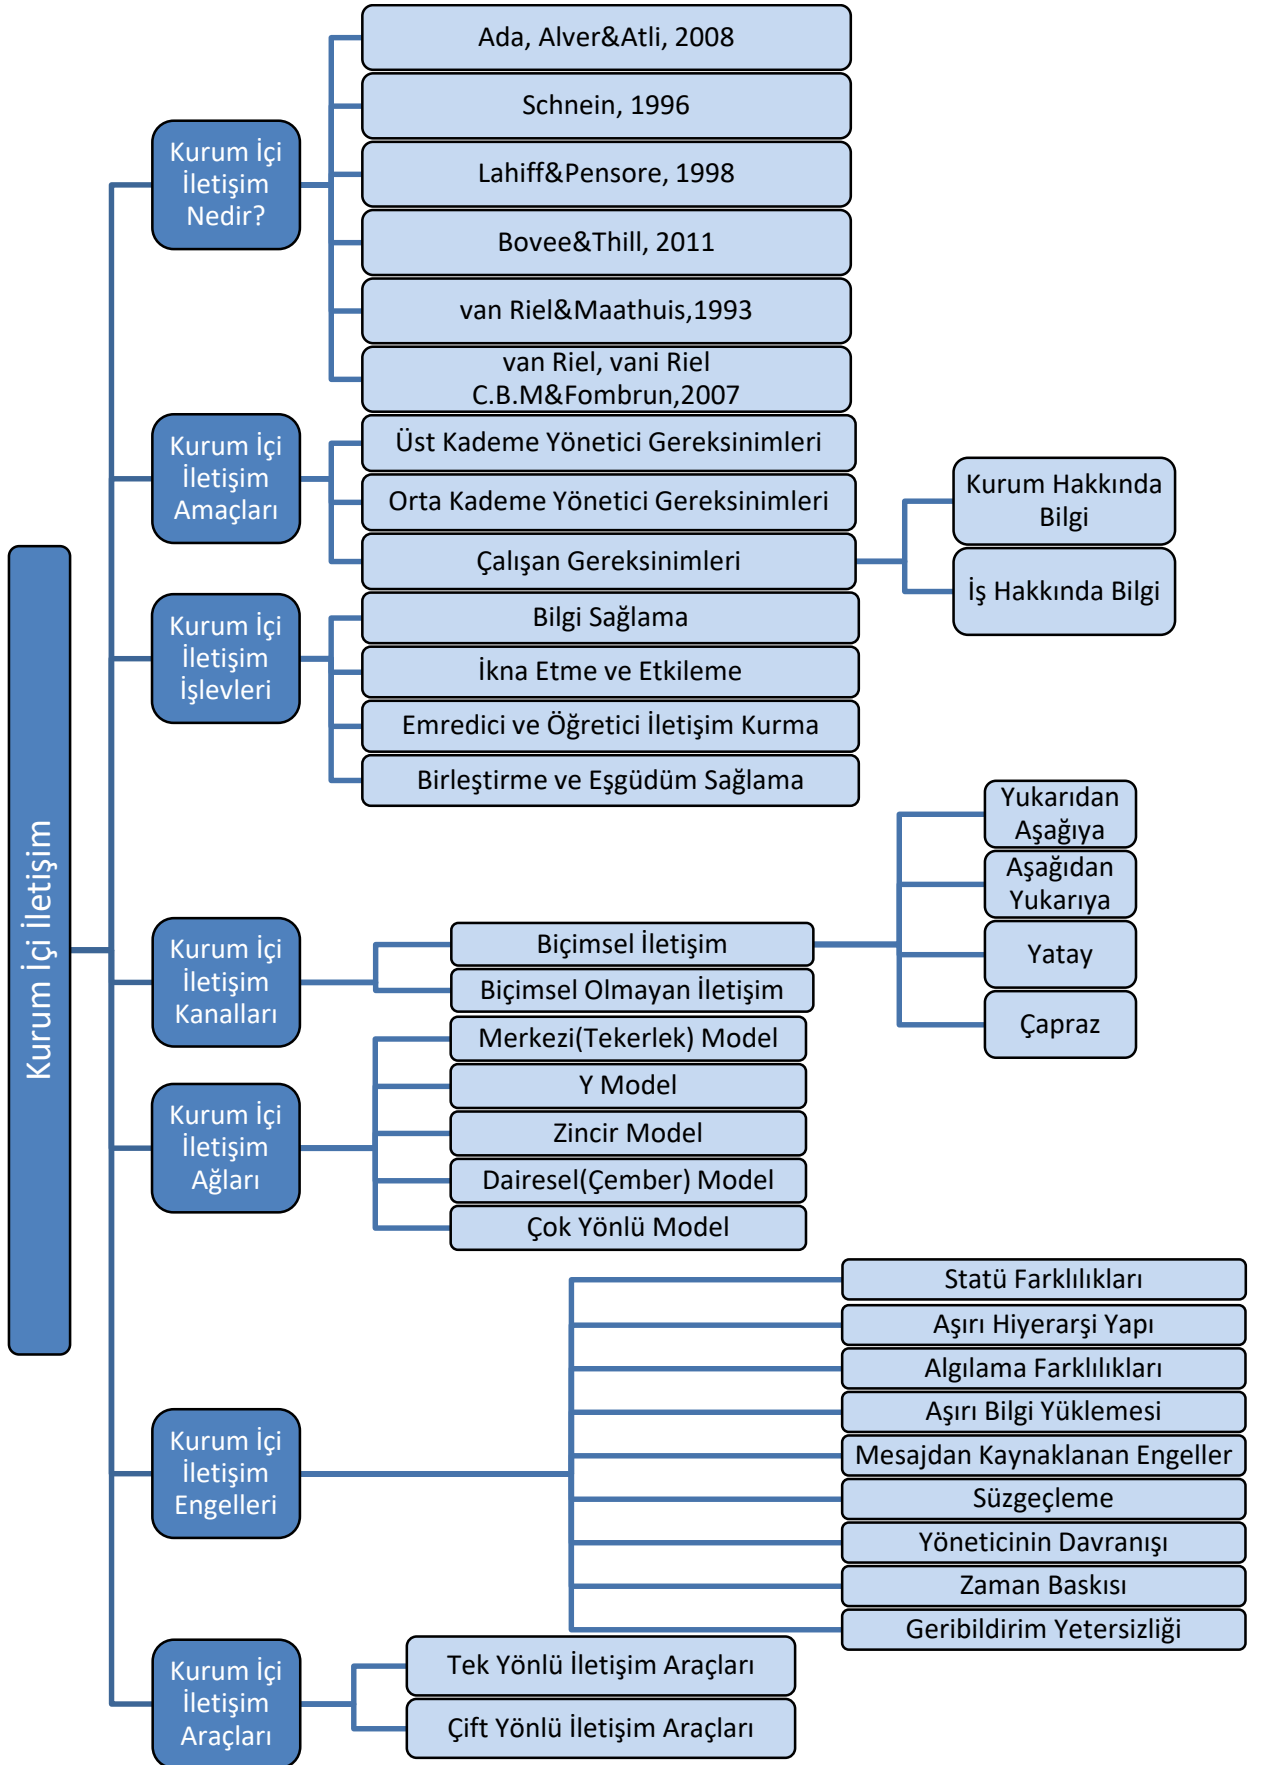 Kurum İçi İletişim
Kurum İçi
İletişim
Nedir?
Ada, Alver&Atli, 2008
Schnein, 1996
Lahiff&Pensore, 1998
Bovee&Thill, 2011
van Riel&Maathuis,1993
van Riel, vani Riel
C.B.M&Fombrun,2007
Kurum İçi
İletişim
Amaçları
Üst Kademe Yönetici Gereksinimleri
Orta Kademe Yönetici Gereksinimleri
Çalışan Gereksinimleri
Kurum Hakkında
Bilgi
İş Hakkında Bilgi
Kurum İçi
İletişim
İşlevleri
Bilgi Sağlama
İkna Etme ve Etkileme
Emredici ve Öğretici İletişim Kurma
Birleştirme ve Eşgüdüm Sağlama
Kurum İçi
İletişim
Kanalları
Biçimsel İletişim
Yukarıdan
Aşağıya
Aşağıdan
Yukarıya
Yatay
Çapraz
Biçimsel Olmayan İletişim
Kurum İçi
İletişim
Ağları
Merkezi(Tekerlek) Model
Y Model
Zincir Model
Dairesel(Çember) Model
Çok Yönlü Model
Kurum İçi
İletişim
Engelleri
Statü Farklılıkları
Aşırı Hiyerarşi Yapı
Algılama Farklılıkları
Aşırı Bilgi Yüklemesi
Mesajdan Kaynaklanan Engeller
Süzgeçleme
Yöneticinin Davranışı
Zaman Baskısı
Geribildirim Yetersizliği
Kurum İçi
İletişim
Araçları
Tek Yönlü İletişim Araçları
Çift Yönlü İletişim Araçları